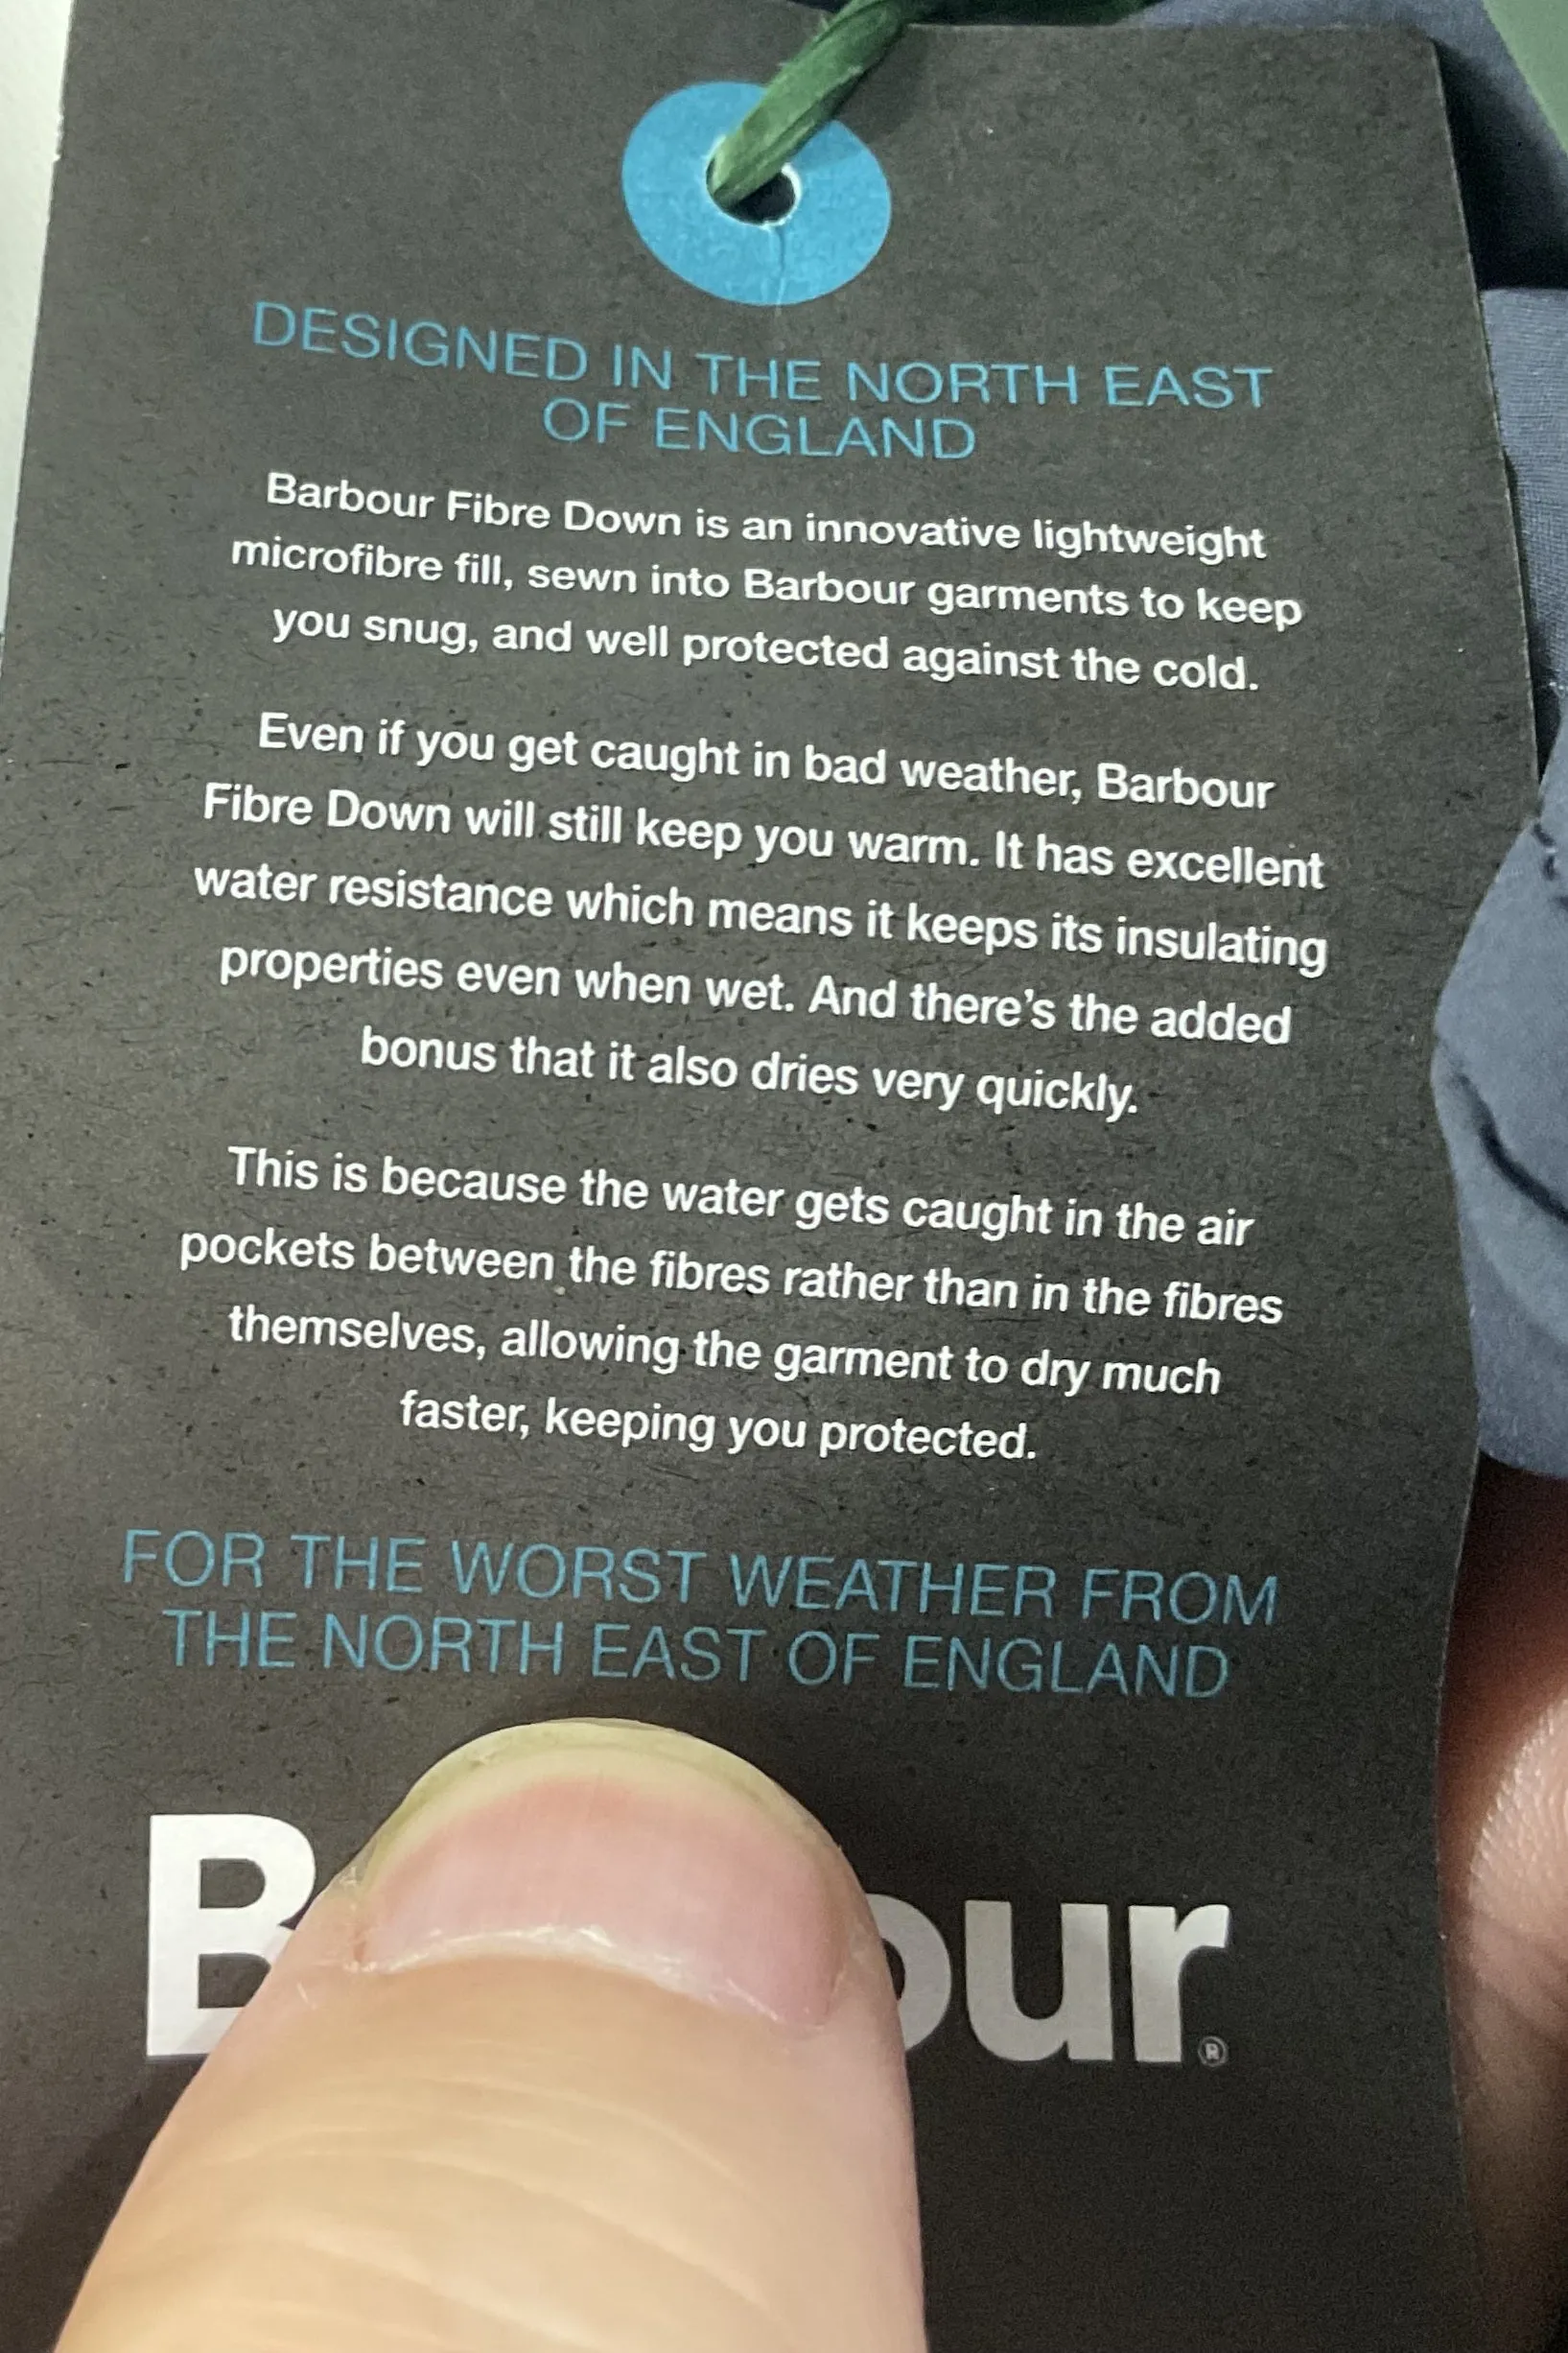 DESIGNED IN THE NORTH EAST
OF ENGLAND
Barbour Fibre Down is an innovative lightweight
microfibre fill, sewn into Barbour garments to keep
you snug, and well protected against the cold.
Even if you get caught in bad weather, Barbour
Fibre Down will still keep you warm. It has excellent
water resistance which means it keeps its insulating
properties even when wet. And there's the added
bonus that it also dries very quickly.
This is because the water gets caught in the air
pockets between the fibres rather than in the fibres
themselves, allowing the garment to dry much
faster, keeping you protected.
FOR THE WORST WEATHER FROM
THE NORTH EAST OF ENGLAND